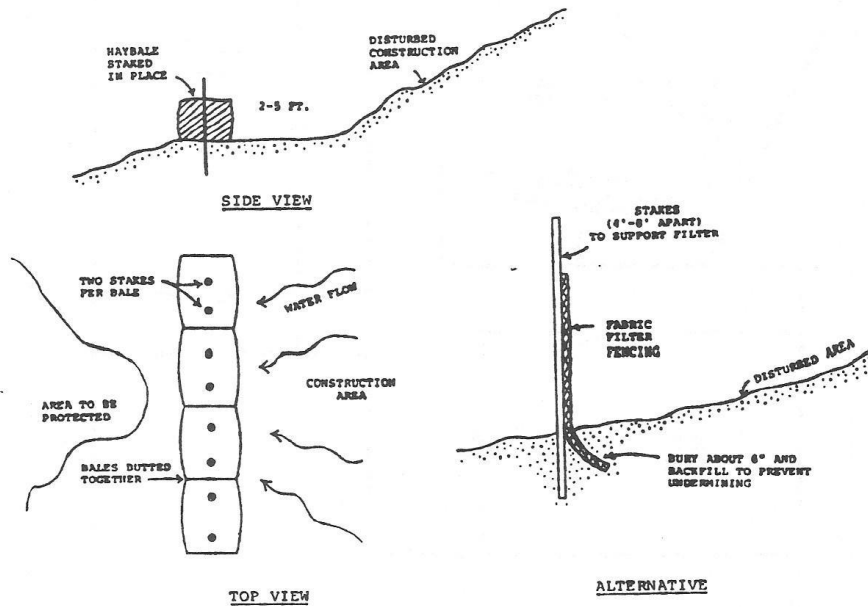 HAYBALE
STAKED
IN PLACE
DISTURBED
CONSTRUCTION
AREA
2-5 FT.
SIDE VIEW
TWO STAKES
PER BALE
WATER FLOW
CONSTRUCTION
AREA
AREA TO BE
PROTECTED
BALES BUTTED
TOGETHER
TOP VIEW
STAKES
(4'-8' APART)
TO SUPPORT FILTER
FABRIC
FILTER
FENCING
DISTURBED AREA
BURY ABOUT 6" AND
BACKFILL TO PREVENT
UNDERMINING
ALTERNATIVE